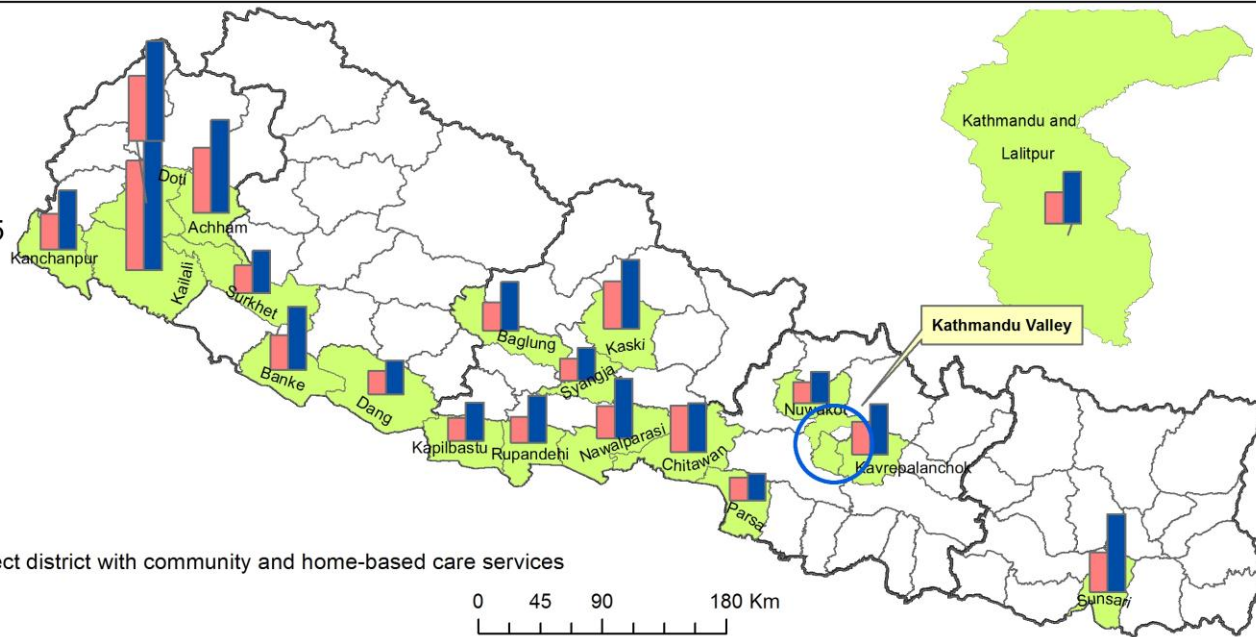 Kathmandu and
Lalitpur
Doti
Achham
5
Kanchanpur
Kailali
Surkhet
Kathmandu Valley
Baglung
Kaski
Banke
Syangja
Dang
Nuwakot
Kapilbastu
Rupandehi
Nawalparasi
Chitawan
Kavrepalanchok
Parsa
ect district with community and home-based care services
0 45 90 180 Km
Sunsari